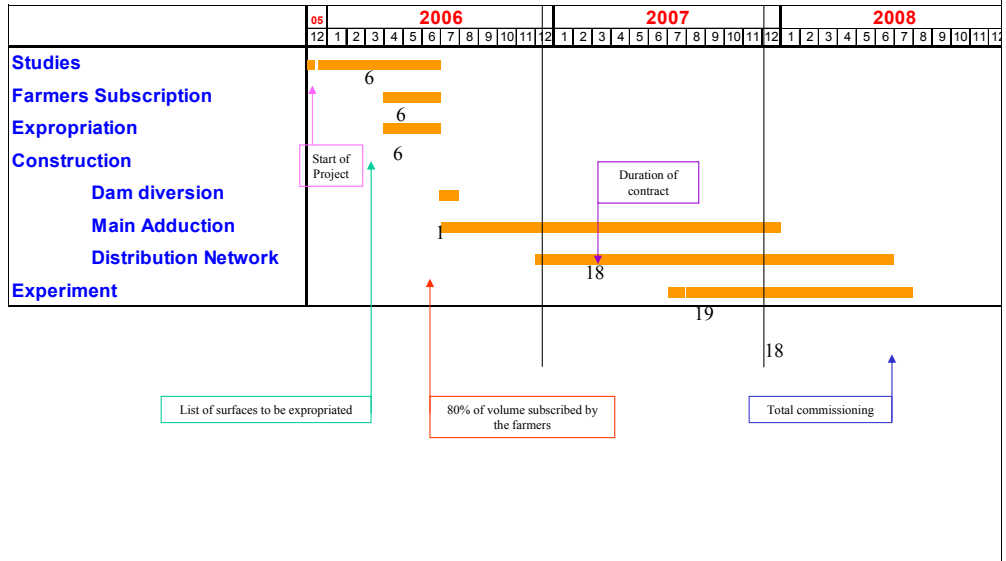 05 2006 2007 2008
12 1 2 3 4 5 6 7 8 9 10 11 12 1 2 3 4 5 6 7 8 9 10 11 12 1 2 3 4 5 6 7 8 9 10 11 12
Studies
6
Farmers Subscription
6
Expropriation
6
Construction
Start of
Project
Duration of
contract
Dam diversion
1
Main Adduction
Distribution Network
18
Experiment
19
18
List of surfaces to be expropriated
80% of volume subscribed by
the farmers
Total commissioning